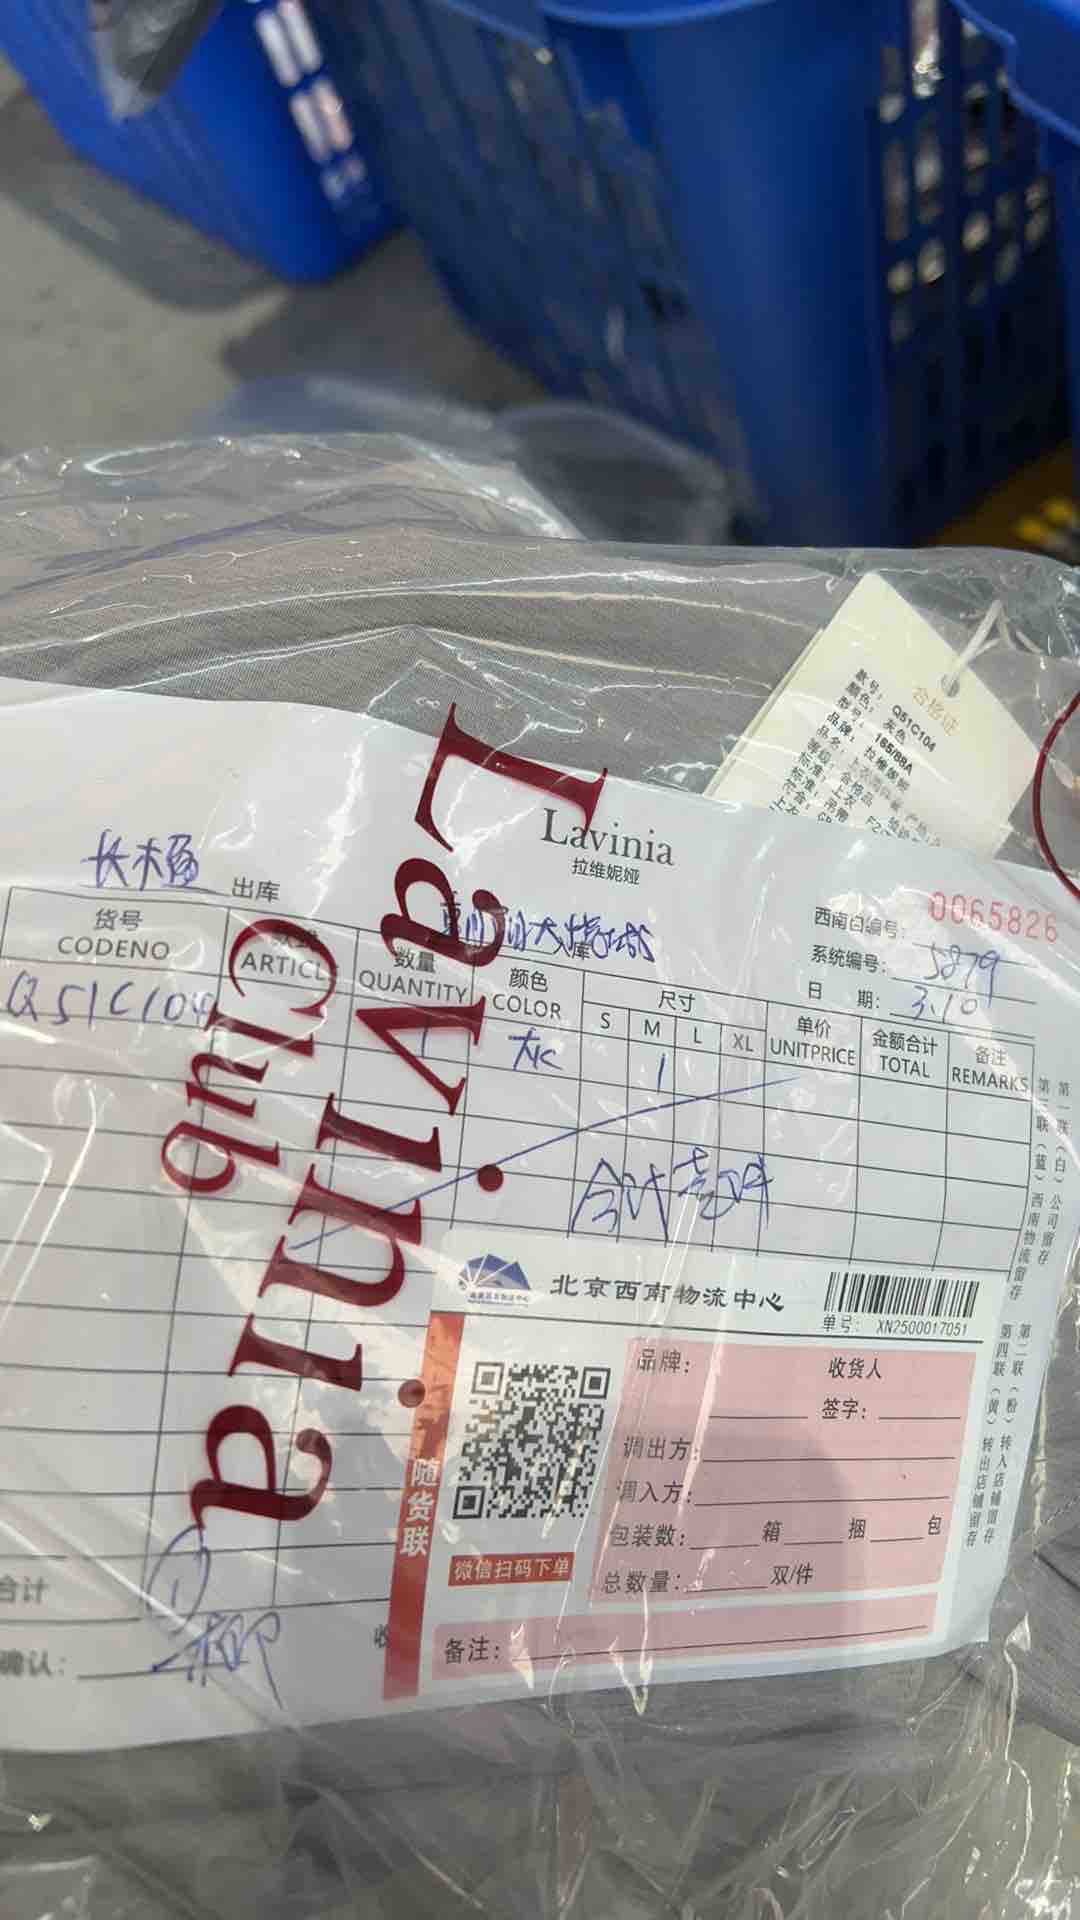 合格证
款号： Q51C104
颜色： 灰色
型号： 165/88A
品牌： 拉维妮娅
Lavinia
拉维妮娅
Lavinia
Club
出库
西南自编号： 0065826
系统编号： 5879
日 期： 3.10
货号 数量 颜色 尺寸 单价 金额合计 备注
CODENO ARTICLE QUANTITY COLOR S M L XL UNITPRICE TOTAL REMARKS
Q51C104 1 1
合计壹件
第一联（白）公司留存
第二联（粉）转入店铺留存
第三联（蓝）西南物流留存
第四联（黄）转出店铺留存
北京西南物流中心
单号： XN2500017051
随货联
微信扫码下单
品牌： 收货人
签字：
调出方：
调入方：
包装数： 箱 捆 包
总数量： 双/件
备注：
合计
确认： 收